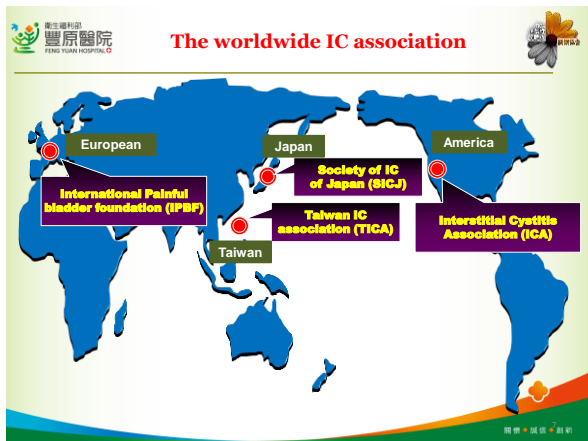 衛生福利部
豐原醫院
FENG YUAN HOSPITAL
The worldwide IC association
European
Japan
America
Society of IC
of Japan (SICJ)
International Painful
bladder foundation (IPBF)
Taiwan IC
association (TICA)
Interstitial Cystitis
Association (ICA)
Taiwan
7
關懷 • 誠信 • 創新